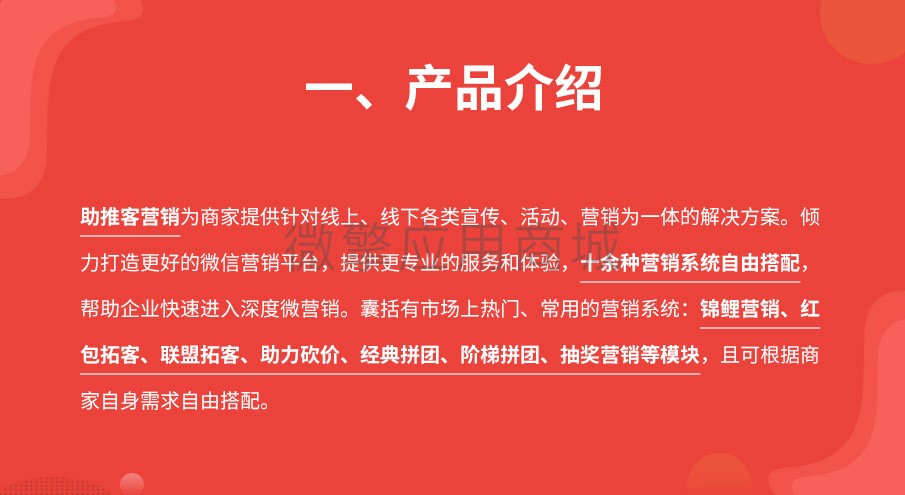 一、产品介绍
助推客营销为商家提供针对线上、线下各类宣传、活动、营销为一体的解决方案。倾
力打造更好的微信营销平台，提供更专业的服务和体验，十余种营销系统自由搭配，
帮助企业快速进入深度微营销。囊括有市场上热门、常用的营销系统：锦鲤营销、红
包拓客、联盟拓客、助力砍价、经典拼团、阶梯拼团、抽奖营销等模块，且可根据商
家自身需求自由搭配。
微擎应用商城